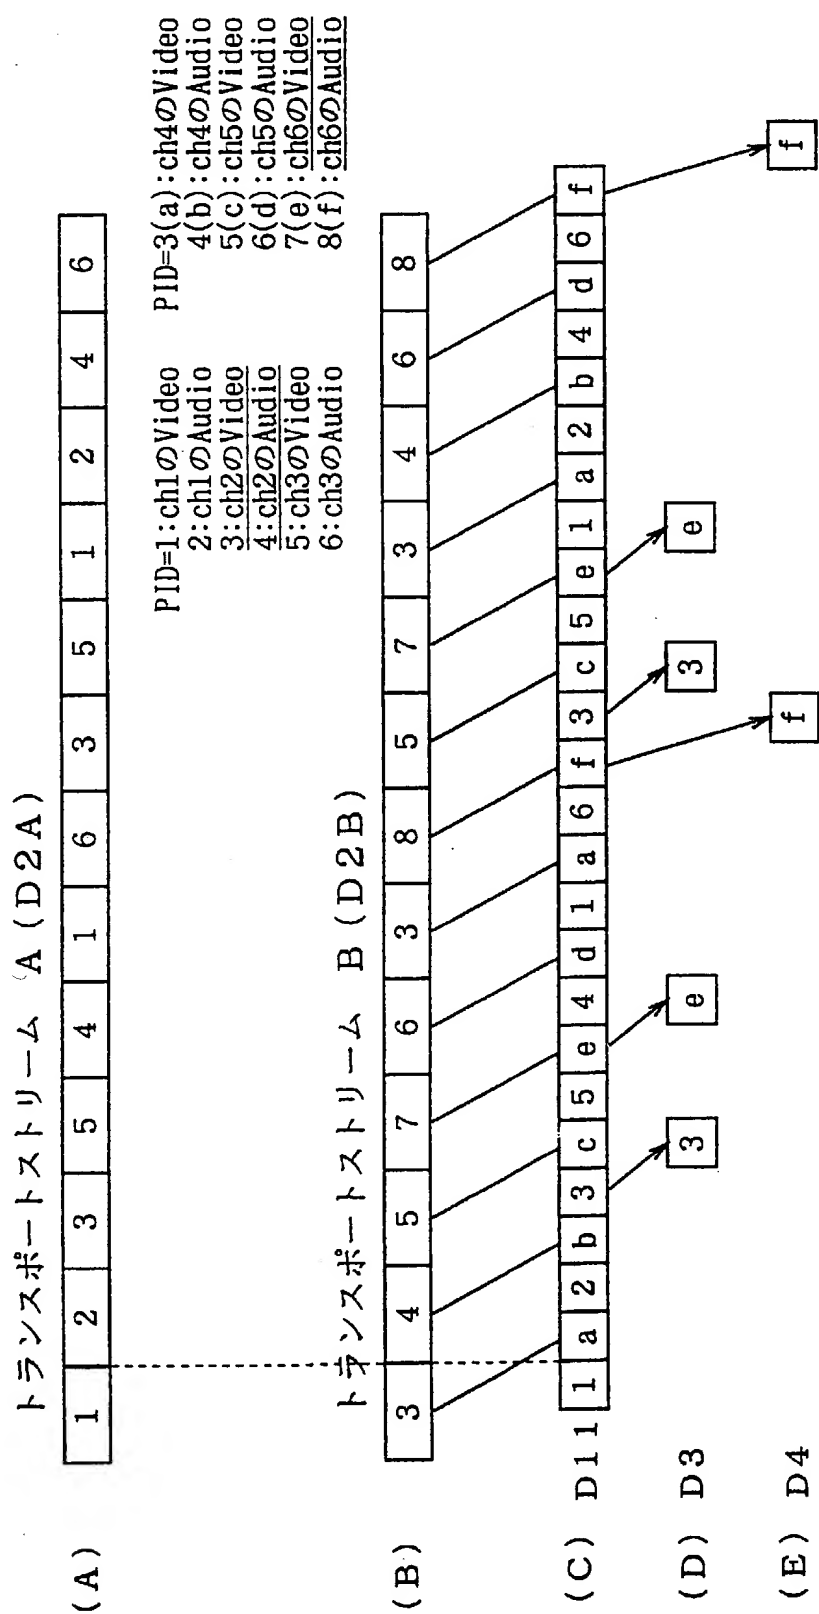 トランスポートストリーム A (D2A)
(A) 1 2 3 5 4 1 6 3 5 1 2 4 6
PID=1:ch1のVideo
2:ch1のAudio
3:ch2のVideo
4:ch2のAudio
5:ch3のVideo
6:ch3のAudio
PID=3(a):ch4のVideo
4(b):ch4のAudio
5(c):ch5のVideo
6(d):ch5のAudio
7(e):ch6のVideo
8(f):ch6のAudio
トランスポートストリーム B (D2B)
(B) 3 4 5 7 6 3 8 5 7 3 4 6 8
(C) D11 1 a 2 b 3 c 5 e 4 d 1 a 6 f 3 c 5 e 1 a 2 b 4 d 6 f
(D) D3 3 e 3 e
(E) D4 f f